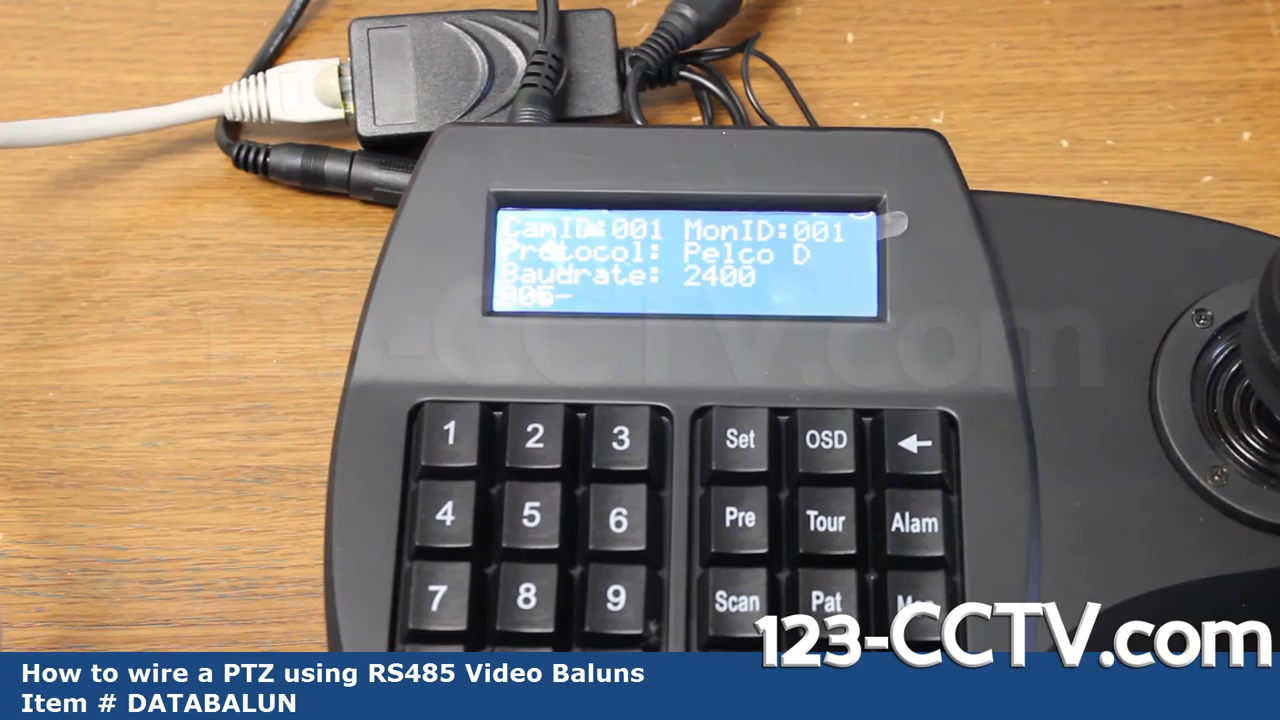 CamID:001 MonID:001
Protocol: Pelco D
Baudrate: 2400
1 2 3 Set OSD ←
4 5 6 Pre Tour Alam
7 8 9 Scan Pat
123-CCTV.com
How to wire a PTZ using RS485 Video Baluns
Item # DATABALUN